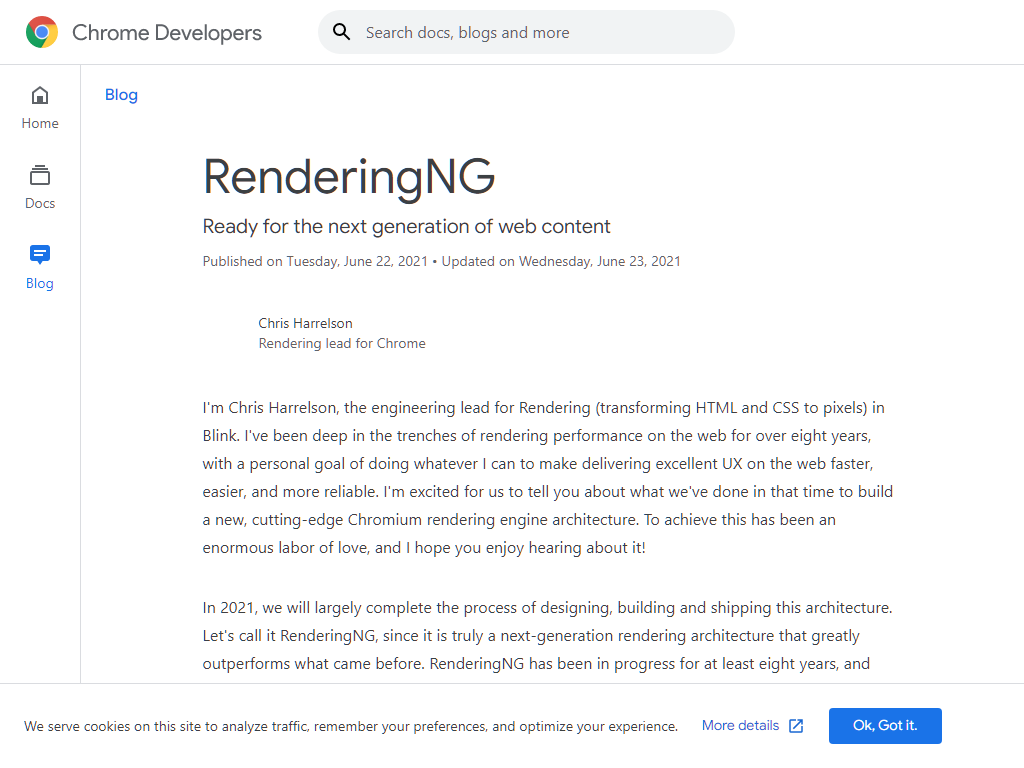 Chrome Developers
Search docs, blogs and more
Home
Docs
Blog
Blog
RenderingNG
Ready for the next generation of web content
Published on Tuesday, June 22, 2021 • Updated on Wednesday, June 23, 2021
Chris Harrelson
Rendering lead for Chrome
I'm Chris Harrelson, the engineering lead for Rendering (transforming HTML and CSS to pixels) in
Blink. I've been deep in the trenches of rendering performance on the web for over eight years,
with a personal goal of doing whatever I can to make delivering excellent UX on the web faster,
easier, and more reliable. I'm excited for us to tell you about what we've done in that time to build
a new, cutting-edge Chromium rendering engine architecture. To achieve this has been an
enormous labor of love, and I hope you enjoy hearing about it!
In 2021, we will largely complete the process of designing, building and shipping this architecture.
Let's call it RenderingNG, since it is truly a next-generation rendering architecture that greatly
outperforms what came before. RenderingNG has been in progress for at least eight years, and
We serve cookies on this site to analyze traffic, remember your preferences, and optimize your experience.
More details
Ok, Got it.